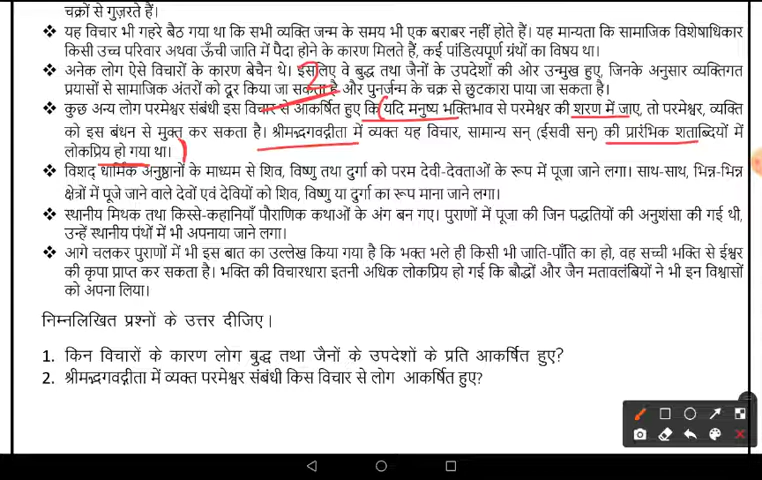 चक्रों से गुज़रते हैं।
❖ यह विचार भी गहरे बैठ गया था कि सभी व्यक्ति जन्म के समय भी एक बराबर नहीं होते हैं। यह मान्यता कि सामाजिक विशेषाधिकार
किसी उच्च परिवार अथवा ऊँची जाति में पैदा होने के कारण मिलते हैं, कई पांडित्यपूर्ण ग्रंथों का विषय था।
❖ अनेक लोग ऐसे विचारों के कारण बेचैन थे। इसलिए वे बुद्ध तथा जैनों के उपदेशों की ओर उन्मुख हुए, जिनके अनुसार व्यक्तिगत
प्रयासों से सामाजिक अंतरों को दूर किया जा सकता है और पुनर्जन्म के चक्र से छुटकारा पाया जा सकता है।
❖ कुछ अन्य लोग परमेश्वर संबंधी इस विचार से आकर्षित हुए कि यदि मनुष्य भक्तिभाव से परमेश्वर की शरण में जाए, तो परमेश्वर, व्यक्ति
को इस बंधन से मुक्त कर सकता है। श्रीमद्भगवद्गीता में व्यक्त यह विचार, सामान्य सन् (ईसवी सन्) की प्रारंभिक शताब्दियों में
लोकप्रिय हो गया था।
❖ विशद् धार्मिक अनुष्ठानों के माध्यम से शिव, विष्णु तथा दुर्गा को परम देवी-देवताओं के रूप में पूजा जाने लगा। साथ-साथ, भिन्न-भिन्न
क्षेत्रों में पूजे जाने वाले देवों एवं देवियों को शिव, विष्णु या दुर्गा का रूप माना जाने लगा।
❖ स्थानीय मिथक तथा किस्से-कहानियाँ पौराणिक कथाओं के अंग बन गए। पुराणों में पूजा की जिन पद्धतियों की अनुशंसा की गई थी,
उन्हें स्थानीय पंथों में भी अपनाया जाने लगा।
❖ आगे चलकर पुराणों में भी इस बात का उल्लेख किया गया है कि भक्त भले ही किसी भी जाति-पाँति का हो, वह सच्ची भक्ति से ईश्वर
की कृपा प्राप्त कर सकता है। भक्ति की विचारधारा इतनी अधिक लोकप्रिय हो गई कि बौद्धों और जैन मतावलंबियों ने भी इन विश्वासों
को अपना लिया।
निम्नलिखित प्रश्नों के उत्तर दीजिए।
1. किन विचारों के कारण लोग बुद्ध तथा जैनों के उपदेशों के प्रति आकर्षित हुए?
2. श्रीमद्भगवद्गीता में व्यक्त परमेश्वर संबंधी किस विचार से लोग आकर्षित हुए?